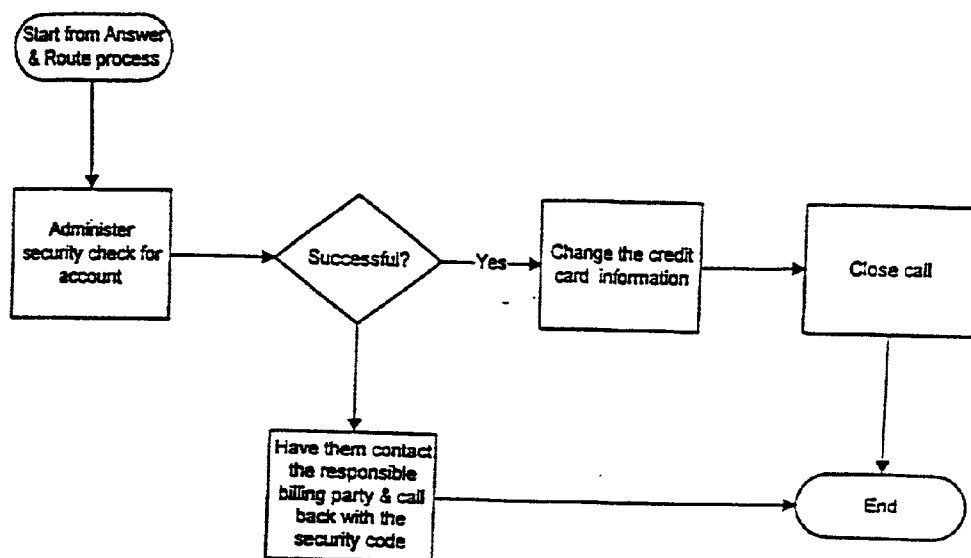 Start from Answer
& Route process
Administer
security check for
account
Successful?
Yes
Change the credit
card information
Close call
Have them contact
the responsible
billing party & call
back with the
security code
End